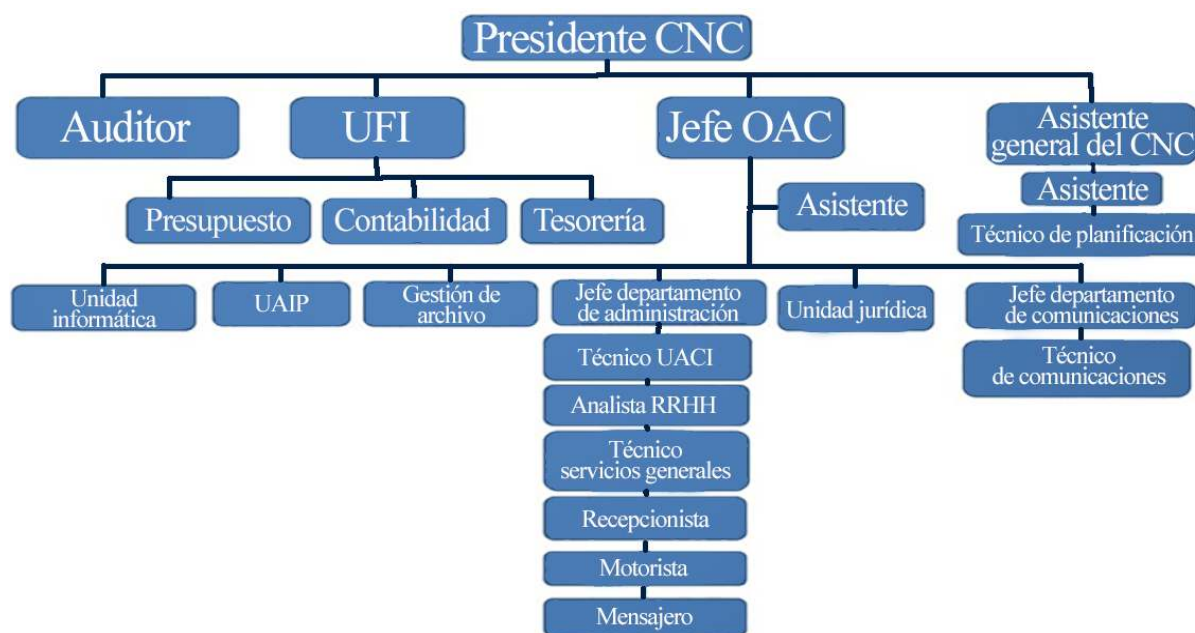 Presidente CNC
Auditor
UFI
Jefe OAC
Asistente
general del CNC
Asistente
Técnico de planificación
Presupuesto
Contabilidad
Tesorería
Asistente
Unidad
informática
UAIP
Gestión de
archivo
Jefe departamento
de administración
Unidad jurídica
Jefe departamento
de comunicaciones
Técnico UACI
Analista RRHH
Técnico
servicios generales
Recepcionista
Motorista
Mensajero
Técnico
de comunicaciones